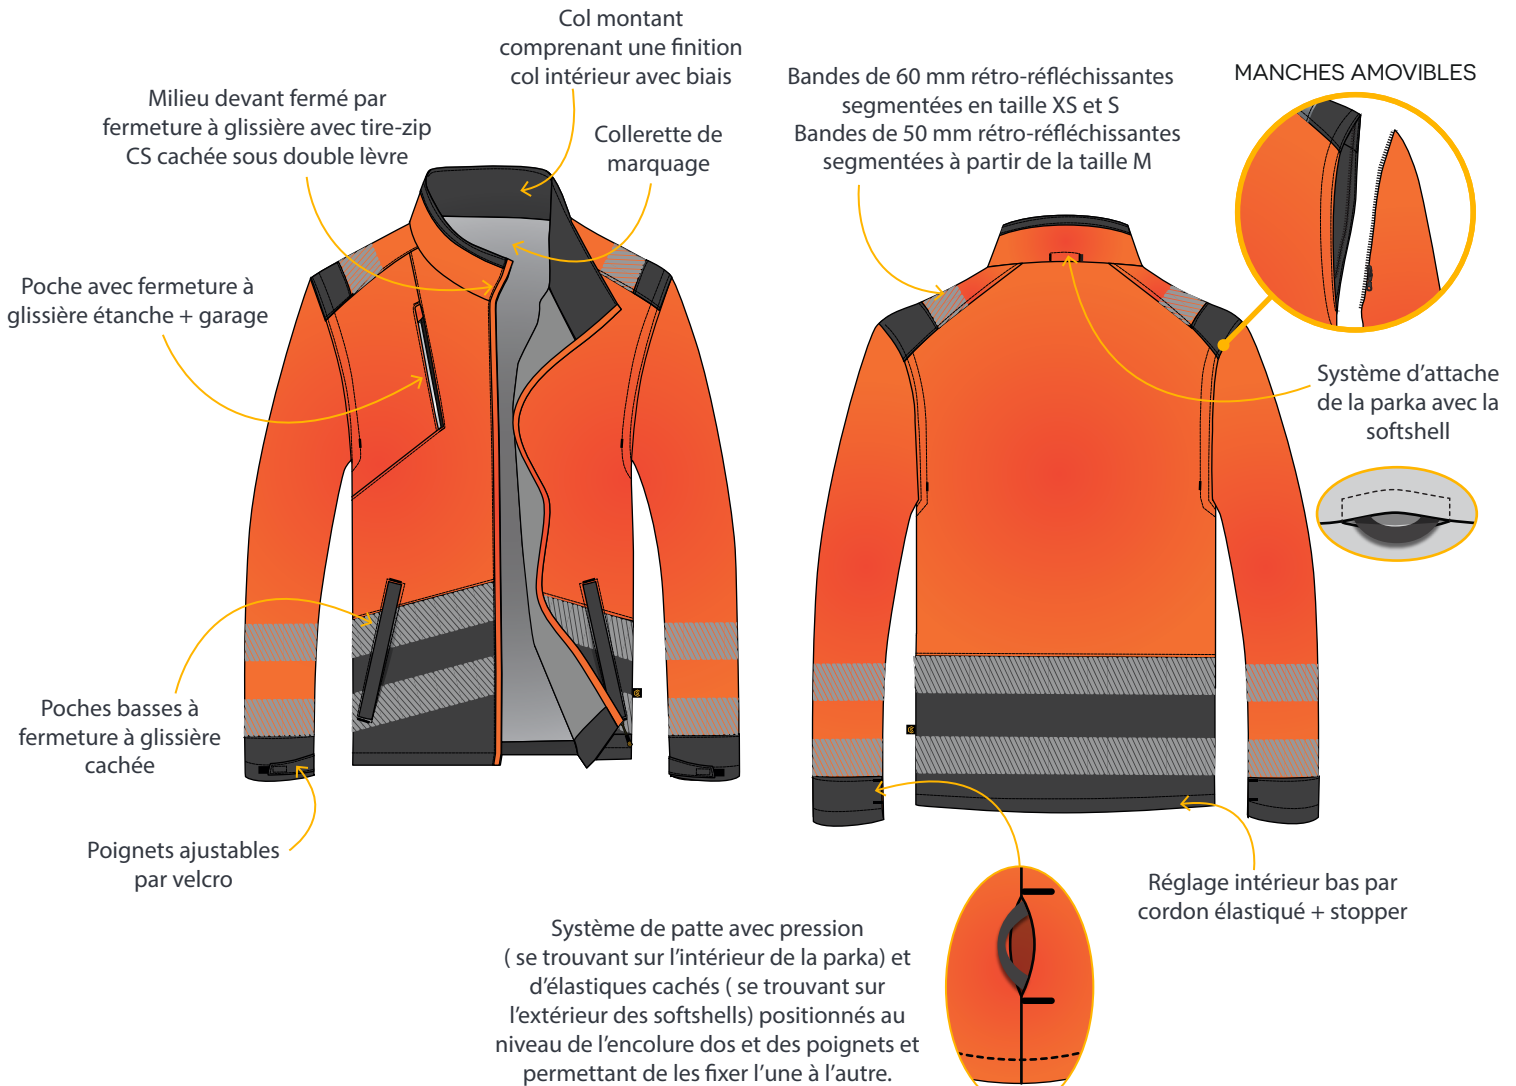 Col montant
comprenant une finition
col intérieur avec biais
Milieu devant fermé par
fermeture à glissière avec tire-zip
CS cachée sous double lèvre
Collerette de
marquage
Poche avec fermeture à
glissière étanche + garage
Poches basses à
fermeture à glissière
cachée
Poignets ajustables
par velcro
Bandes de 60 mm rétro-réfléchissantes
segmentées en taille XS et S
Bandes de 50 mm rétro-réfléchissantes
segmentées à partir de la taille M
MANCHES AMOVIBLES
Système d’attache
de la parka avec la
softshell
Réglage intérieur bas par
cordon élastiqué + stopper
Système de patte avec pression
( se trouvant sur l’intérieur de la parka) et
d’élastiques cachés ( se trouvant sur
l’extérieur des softshells) positionnés au
niveau de l’encolure dos et des poignets et
permettant de les fixer l’une à l’autre.